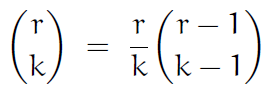 (r k) = r/k (r − 1 k − 1)